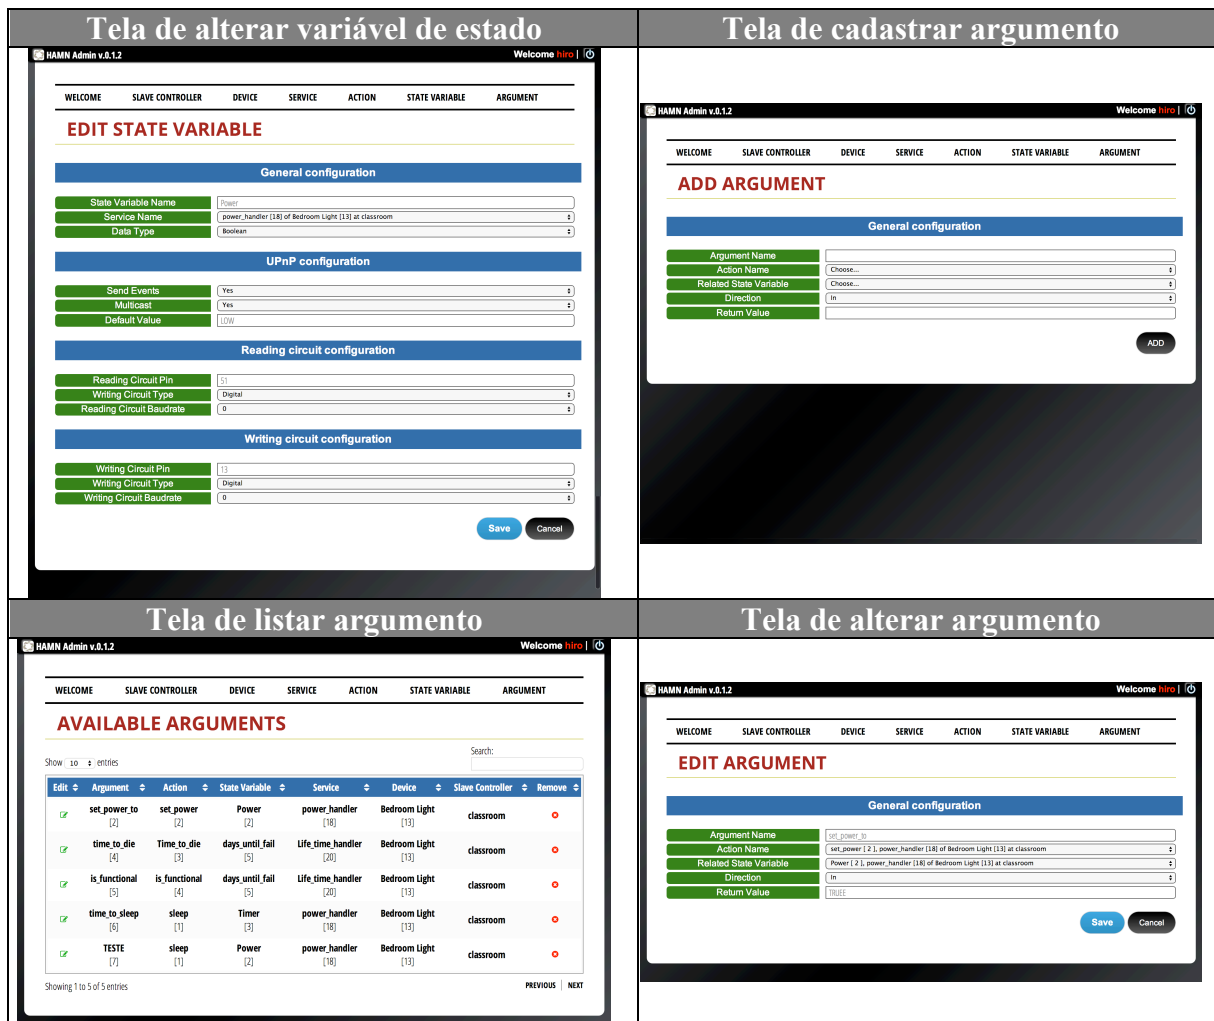 Tela de alterar variável de estado
HAMN Admin v.0.1.2 Welcome hiro |
WELCOME SLAVE CONTROLLER DEVICE SERVICE ACTION STATE VARIABLE ARGUMENT
EDIT STATE VARIABLE
General configuration
State Variable Name Power
Service Name power_handler [18] of Bedroom Light [13] at classroom
Data Type Boolean
UPnP configuration
Send Events Yes
Multicast Yes
Default Value LOW
Reading circuit configuration
Reading Circuit Pin 51
Writing Circuit Type Digital
Reading Circuit Baudrate 0
Writing circuit configuration
Writing Circuit Pin 13
Writing Circuit Type Digital
Writing Circuit Baudrate 0
Save Cancel
Tela de cadastrar argumento
HAMN Admin v.0.1.2 Welcome hiro |
WELCOME SLAVE CONTROLLER DEVICE SERVICE ACTION STATE VARIABLE ARGUMENT
ADD ARGUMENT
General configuration
Argument Name
Action Name Choose...
Related State Variable Choose...
Direction In
Return Value
ADD
Tela de listar argumento
HAMN Admin v.0.1.2 Welcome hiro |
WELCOME SLAVE CONTROLLER DEVICE SERVICE ACTION STATE VARIABLE ARGUMENT
AVAILABLE ARGUMENTS
Search:
Show 10 entries
Edit Argument Action State Variable Service Device Slave Controller Remove
set_power_to set_power Power power_handler Bedroom Light classroom
[2] [2] [2] [18] [13]
time_to_die Time_to_die days_until_fail Life_time_handler Bedroom Light classroom
[4] [3] [5] [20] [13]
is_functional is_functional days_until_fail Life_time_handler Bedroom Light classroom
[5] [4] [5] [20] [13]
time_to_sleep sleep Timer power_handler Bedroom Light classroom
[6] [1] [3] [18] [13]
TESTE sleep Power power_handler Bedroom Light classroom
[7] [1] [2] [18] [13]
Showing 1 to 5 of 5 entries PREVIOUS | NEXT
Tela de alterar argumento
HAMN Admin v.0.1.2 Welcome hiro |
WELCOME SLAVE CONTROLLER DEVICE SERVICE ACTION STATE VARIABLE ARGUMENT
EDIT ARGUMENT
General configuration
Argument Name set_power_to
Action Name set_power [ 2 ], power_handler [18] of Bedroom Light [13] at classroom
Related State Variable Power [ 2 ], power_handler [18] of Bedroom Light [13] at classroom
Direction In
Return Value TRUEE
Save Cancel